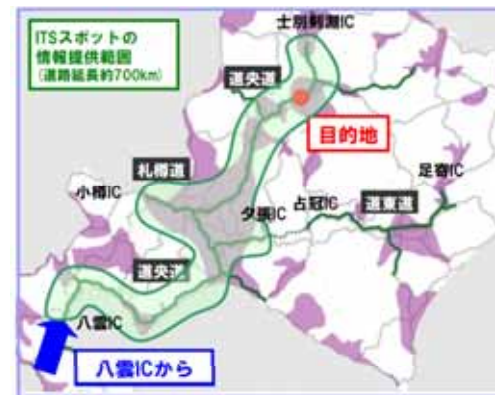 ITSスポットの
情報提供範囲
(道路延長約700km)
士別剣淵IC
道央道
目的地
札樽道
小樽IC
足寄IC
夕張IC
占冠IC
道東道
道央道
八雲IC
八雲ICから